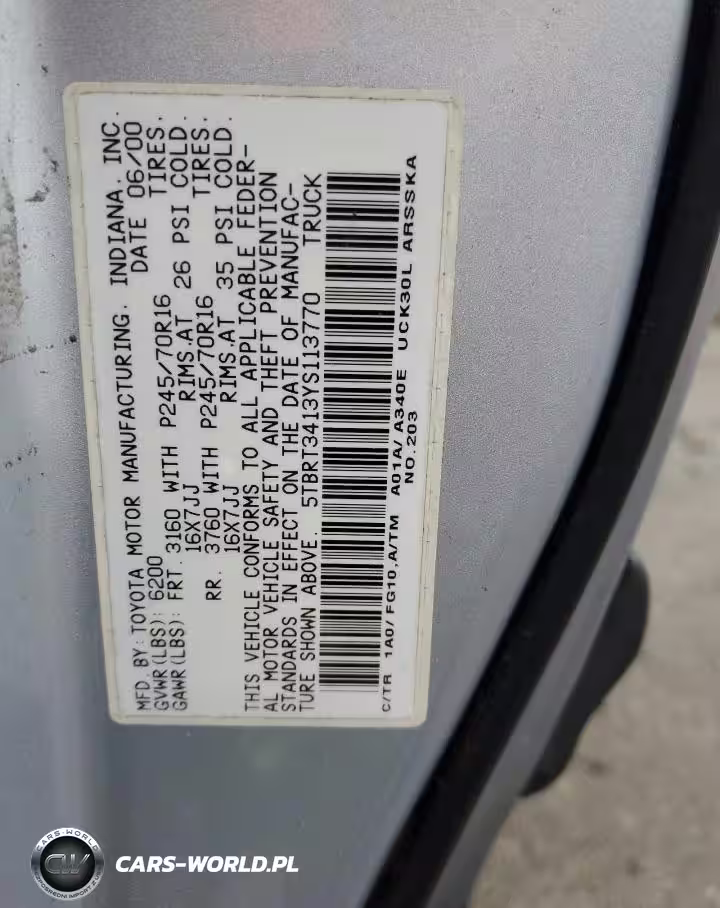 MFD. BY: TOYOTA MOTOR MANUFACTURING. INDIANA. INC.
GVWR(LBS): 6200 DATE 06/00
GAWR(LBS): FRT. 3160 WITH P245/70R16 TIRES.
16X7JJ RIMS.AT 26 PSI COLD.
RR. 3760 WITH P245/70R16 TIRES.
16X7JJ RIMS.AT 35 PSI COLD.
THIS VEHICLE CONFORMS TO ALL APPLICABLE FEDER-
AL MOTOR VEHICLE SAFETY AND THEFT PREVENTION
STANDARDS IN EFFECT ON THE DATE OF MANUFAC-
TURE SHOWN ABOVE. 5TBRT3413YS113770 TRUCK
C/TR 1A0/FG10,A/TM A01A/A340E UCK30L ARSSKA
NO.203
CARS-WORLD
CW
CARS-WORLD.PL